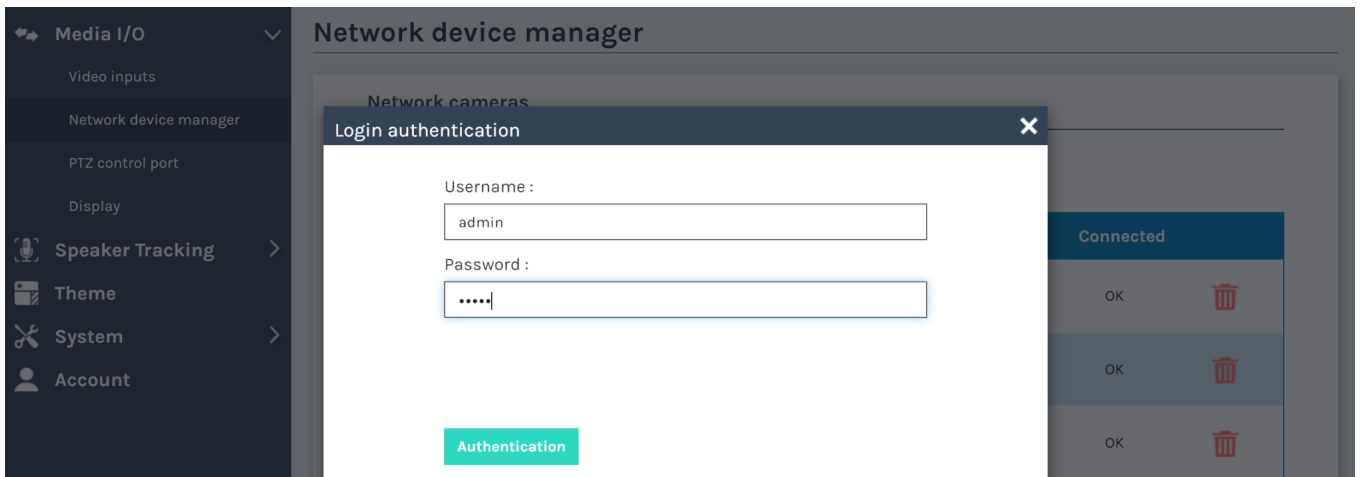 Media I/O
Video inputs
Network device manager
PTZ control port
Display
Speaker Tracking
Theme
System
Account
Network device manager
Network cameras
Login authentication
Username :
admin
Password :
•••••
Authentication
Connected
OK
OK
OK